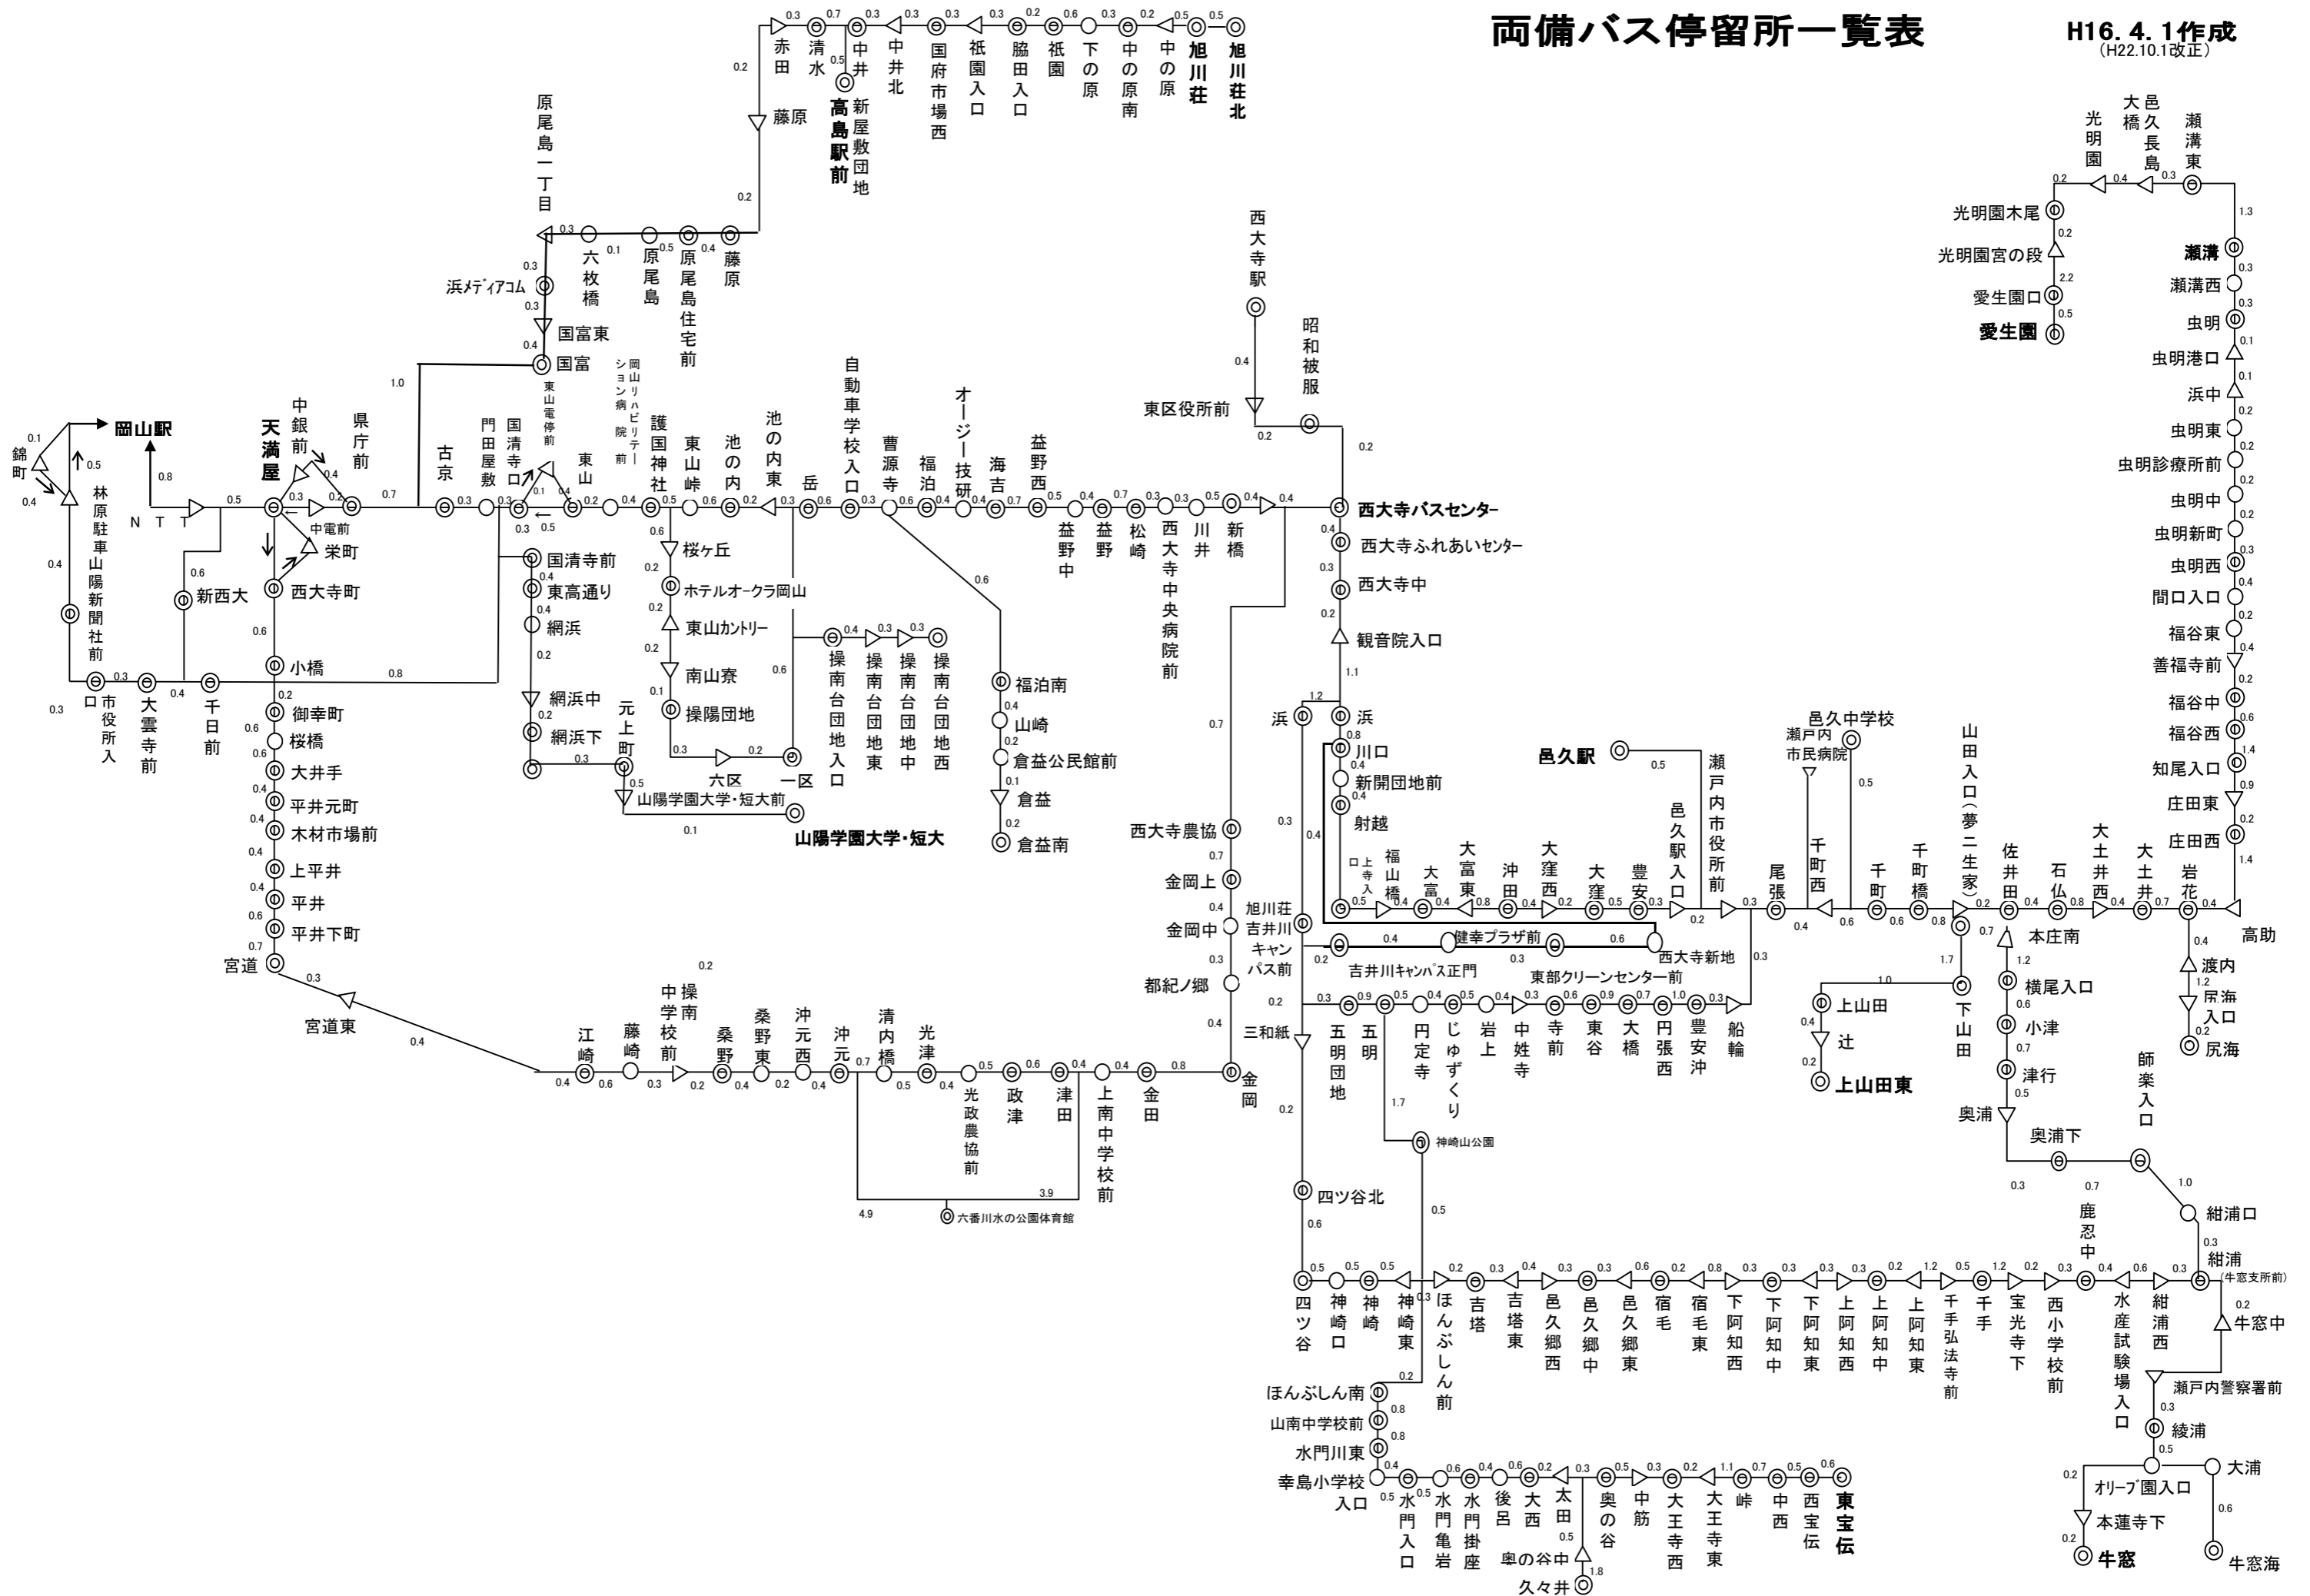 両備バス停留所一覧表
H16.4.1作成
(H22.10.1改正)
赤田
清水
中井
中井北
国府市場西
祇園入口
脇田入口
祇園
下の原
中の原南
中の原
旭川荘
旭川荘北
高島駅前
新屋敷団地
藤原
原尾島一丁目
六枚橋
原尾島
原尾島住宅前
藤原
浜ﾒﾃﾞｨｱｺﾑ
国富東
国富
岡山駅
錦町
林原駐車
山陽新聞社前
NTT
天満屋
中銀前
県庁前
中電前
栄町
西大寺町
新西大
小橋
市役所入口
大雲寺前
千日前
古京
門田屋敷
国清寺口
東山電停前
東山
岡山リハビリテーション病院前
護国神社
東山峠
池の内
池の内東
岳
自動車学校入口
曹源寺
福泊
オージー技研
海吉
益野西
益野中
益野
松崎
西大寺中央病院前
川井
新橋
西大寺バスセンター
西大寺駅
東区役所前
昭和被服
国清寺前
東高通り
網浜
網浜中
網浜下
元上町
山陽学園大学・短大前
山陽学園大学・短大
桜ヶ丘
ホテルオークラ岡山
東山カントリー
南山寮
操陽団地
六区
一区
操南台団地入口
操南台団地東
操南台団地中
操南台団地西
福泊南
山崎
倉益公民館前
倉益
倉益南
御幸町
桜橋
大井手
平井元町
木材市場前
上平井
平井
平井下町
宮道
宮道東
江崎
藤崎
操南中学校前
桑野
桑野東
沖元西
沖元
清内橋
光津
光政農協前
政津
津田
上南中学校前
金田
金岡
六番川水の公園体育館
西大寺農協
金岡上
金岡中
都紀ノ郷
西大寺ふれあいセンター
西大寺中
観音院入口
浜
浜
川口
新開団地前
射越
上寺入口
福山橋
大富
大富東
沖田
大窪西
大窪
豊安
邑久駅入口
邑久駅
瀬戸内市役所前
尾張
瀬戸内市民病院
邑久中学校
千町西
千町
千町橋
山田入口(夢二生家)
佐井田
石仏
大土井西
大土井
岩花
高助
旭川荘吉井川キャンパス前
吉井川キャンパス正門
健幸プラザ前
東部クリーンセンター前
西大寺新地
三和紙
五明団地
五明
円定寺
じゅずくり
岩上
中姓寺
寺前
東谷
大橋
円張西
豊安沖
船輪
神崎山公園
四ツ谷北
四ツ谷
神崎口
神崎
神崎東
ほんぶしん前
吉塔
吉塔東
邑久郷西
邑久郷中
邑久郷東
宿毛
宿毛東
下阿知西
下阿知中
下阿知東
上阿知西
上阿知中
上阿知東
千手弘法寺前
千手
宝光寺下
西小学校前
鹿忍中
水産試験場入口
紺浦西
紺浦
(牛窓支所前)
紺浦口
師楽入口
奥浦下
奥浦
津行
小津
横尾入口
本庄南
下山田
上山田
辻
上山田東
渡内
尻海入口
尻海
牛窓中
瀬戸内警察署前
綾浦
オリーブ園入口
大浦
本蓮寺下
牛窓
牛窓海
ほんぶしん南
山南中学校前
水門川東
幸島小学校入口
水門入口
水門亀岩
水門掛座
後呂
大西
太田
奥の谷
中筋
大王寺西
大王寺東
峠
中西
西宝伝
東宝伝
奥の谷中
久々井
光明園
邑久長島大橋
瀬溝東
光明園木尾
光明園宮の段
愛生園口
愛生園
瀬溝
瀬溝西
虫明
虫明港口
浜中
虫明東
虫明診療所前
虫明中
虫明新町
虫明西
間口入口
福谷東
善福寺前
福谷中
福谷西
知尾入口
庄田東
庄田西